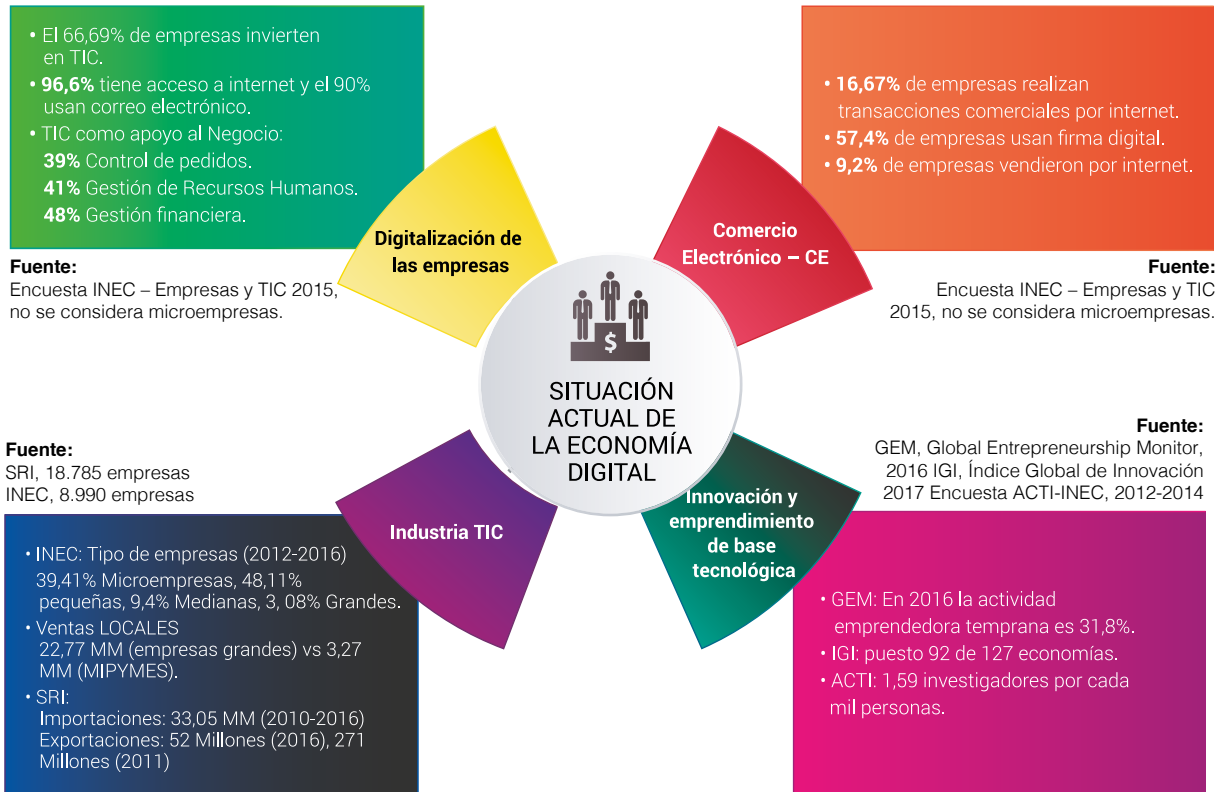 • El 66,69% de empresas invierten
en TIC.
• 96,6% tiene acceso a internet y el 90%
usan correo electrónico.
• TIC como apoyo al Negocio:
39% Control de pedidos.
41% Gestión de Recursos Humanos.
48% Gestión financiera.
Fuente:
Encuesta INEC – Empresas y TIC 2015,
no se considera microempresas.
Digitalización de
las empresas
• 16,67% de empresas realizan
transacciones comerciales por internet.
• 57,4% de empresas usan firma digital.
• 9,2% de empresas vendieron por internet.
Fuente:
Encuesta INEC – Empresas y TIC
2015, no se considera microempresas.
Comercio
Electrónico – CE
$
SITUACIÓN
ACTUAL DE
LA ECONOMÍA
DIGITAL
Fuente:
SRI, 18.785 empresas
INEC, 8.990 empresas
Industria TIC
• INEC: Tipo de empresas (2012-2016)
39,41% Microempresas, 48,11%
pequeñas, 9,4% Medianas, 3, 08% Grandes.
• Ventas LOCALES
22,77 MM (empresas grandes) vs 3,27
MM (MIPYMES).
• SRI:
Importaciones: 33,05 MM (2010-2016)
Exportaciones: 52 Millones (2016), 271
Millones (2011)
Fuente:
GEM, Global Entrepreneurship Monitor,
2016 IGI, Índice Global de Innovación
2017 Encuesta ACTI-INEC, 2012-2014
Innovación y
emprendimiento
de base
tecnológica
• GEM: En 2016 la actividad
emprendedora temprana es 31,8%.
• IGI: puesto 92 de 127 economías.
• ACTI: 1,59 investigadores por cada
mil personas.